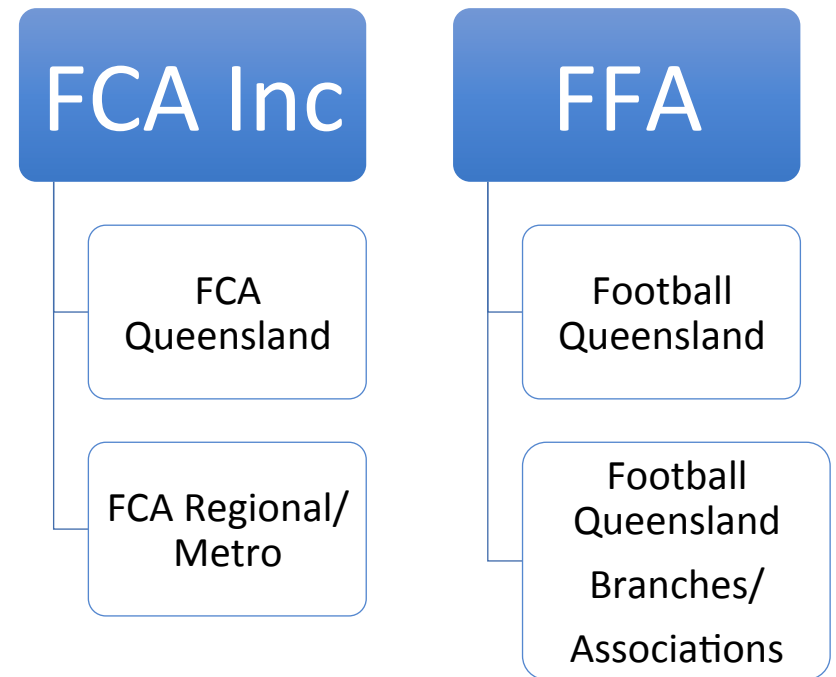 FCA Inc
FCA
Queensland
FCA Regional/
Metro
FFA
Football
Queensland
Football
Queensland
Branches/
Associations